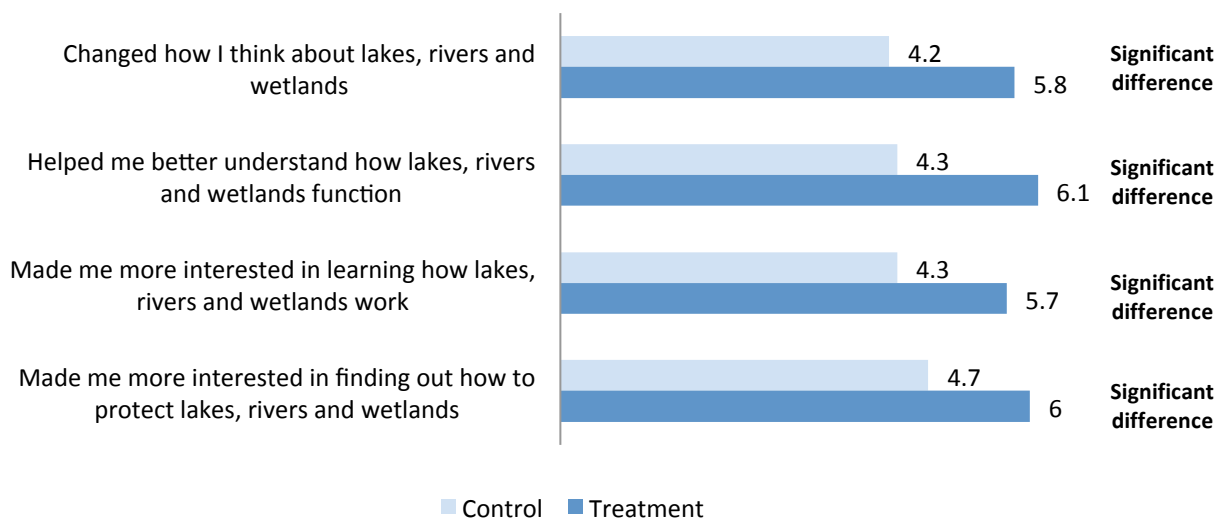 Changed how I think about lakes, rivers and
wetlands
4.2
5.8
Significant
difference
Helped me better understand how lakes, rivers
and wetlands function
4.3
6.1
Significant
difference
Made me more interested in learning how lakes,
rivers and wetlands work
4.3
5.7
Significant
difference
Made me more interested in finding out how to
protect lakes, rivers and wetlands
4.7
6
Significant
difference
Control
Treatment